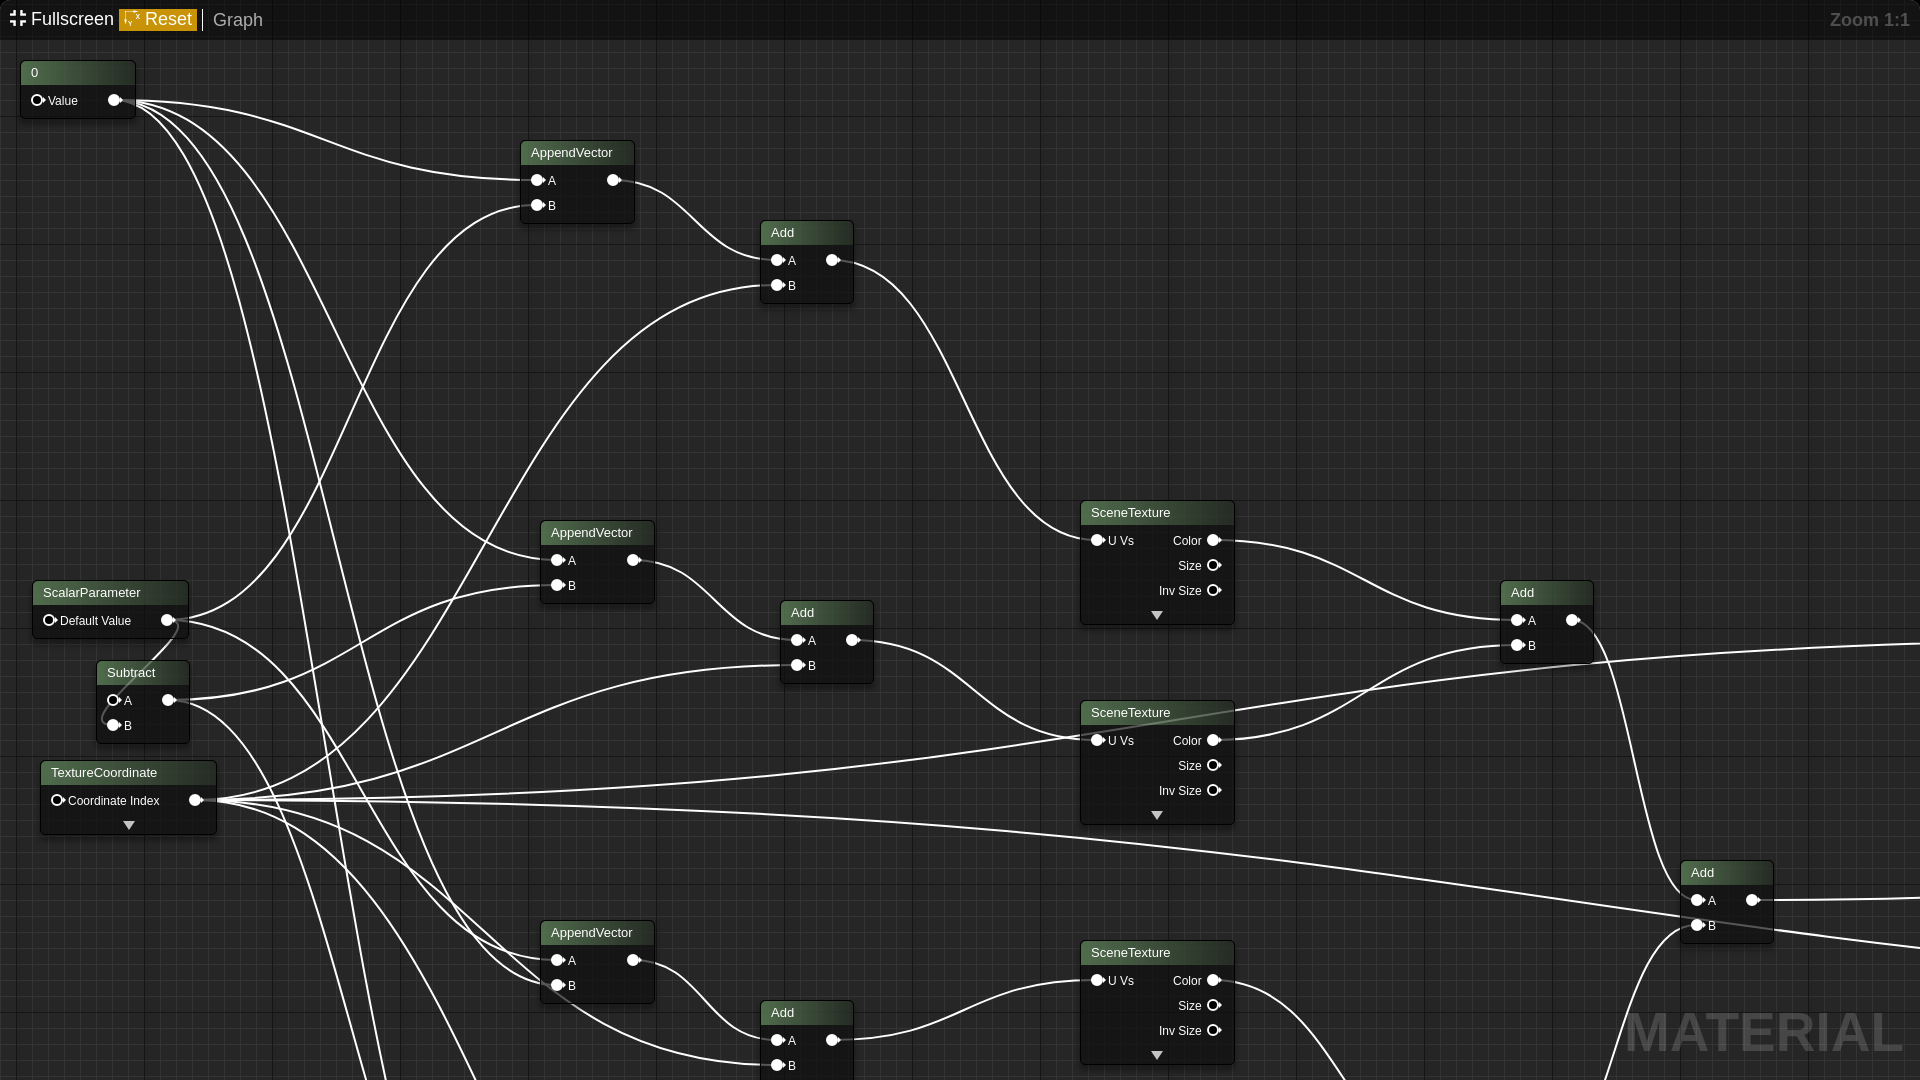 Fullscreen Reset Graph Zoom 1:1
0
Value
AppendVector
A
B
Add
A
B
SceneTexture
U Vs Color
Size
Inv Size
AppendVector
A
B
ScalarParameter
Default Value
Add
A
B
Add
A
B
Subtract
A
B
SceneTexture
U Vs Color
Size
Inv Size
TextureCoordinate
Coordinate Index
Add
A
B
AppendVector
A
B
SceneTexture
U Vs Color
Size
Inv Size
Add
A
B
MATERIAL